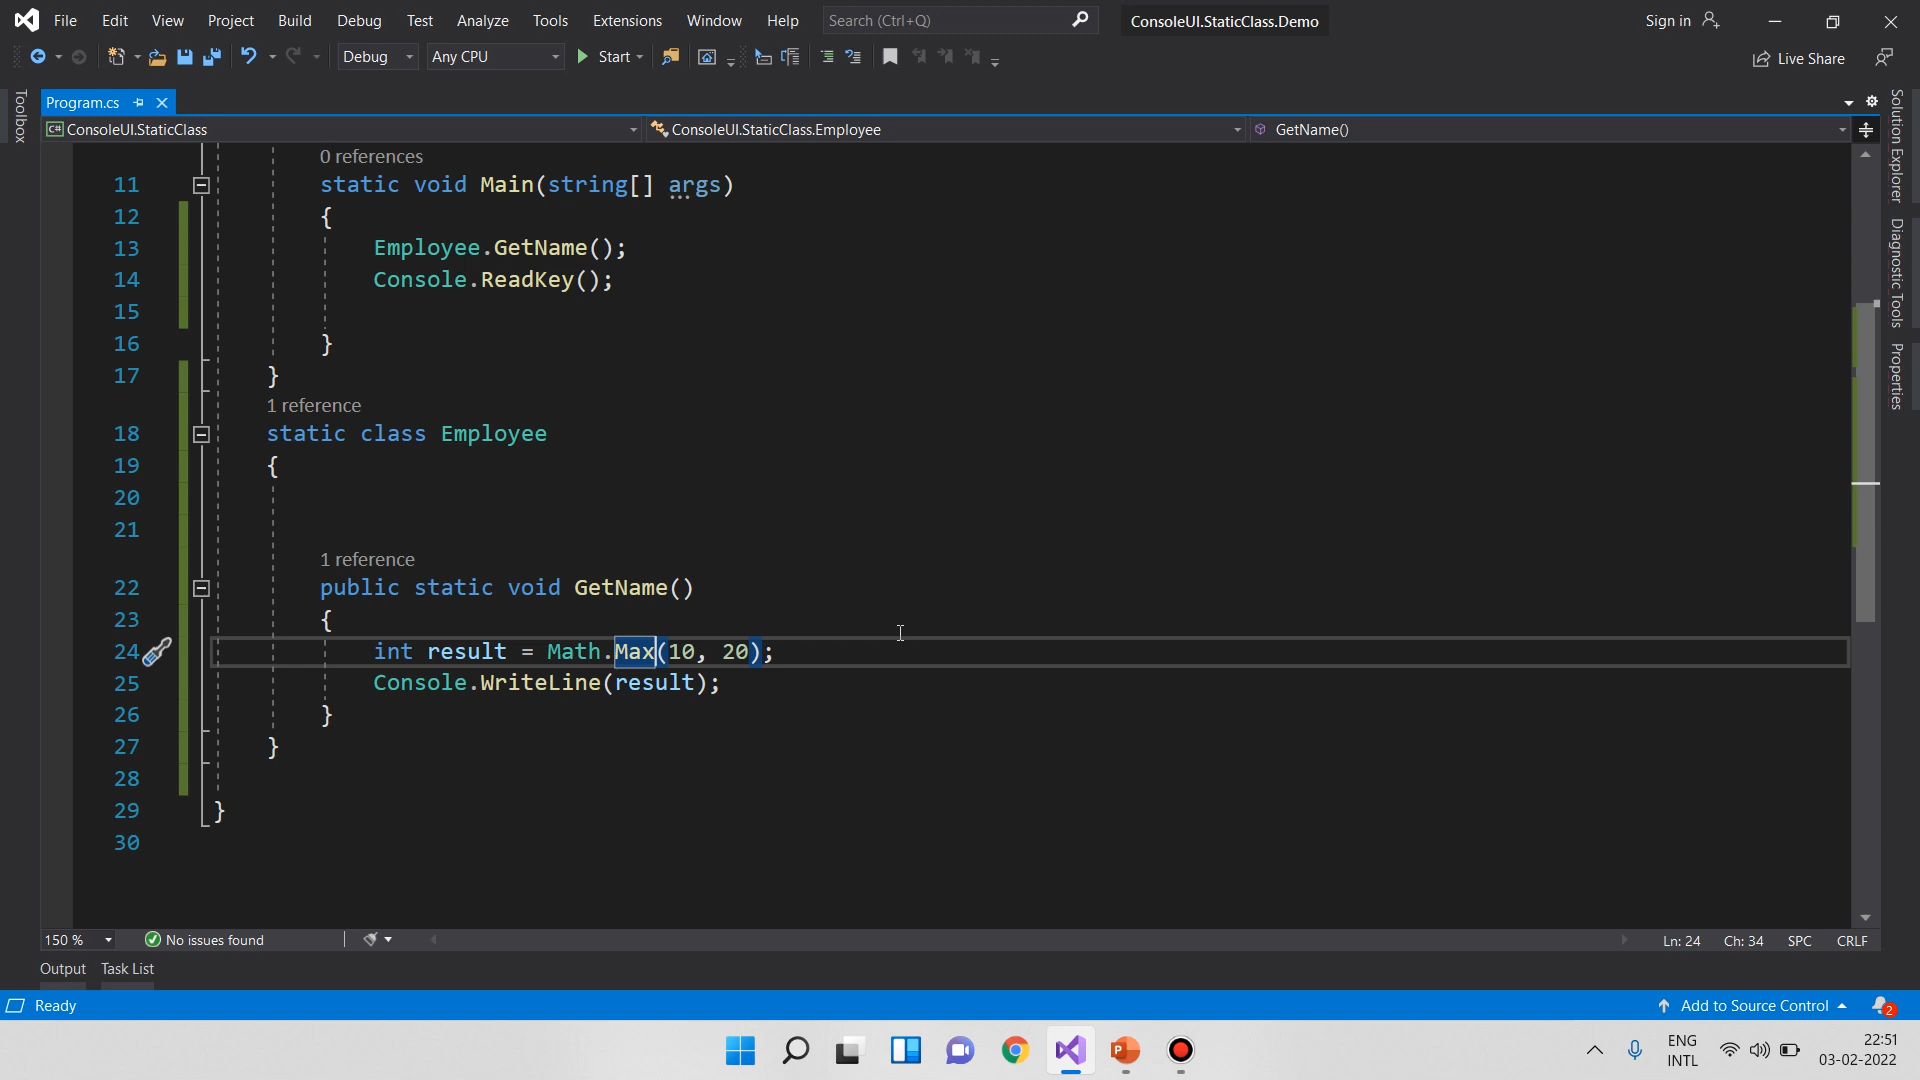 File Edit View Project Build Debug Test Analyze Tools Extensions Window Help Search (Ctrl+Q) ConsoleUI.StaticClass.Demo Sign in
Debug Any CPU Start Live Share
Toolbox
Program.cs
ConsoleUI.StaticClass ConsoleUI.StaticClass.Employee GetName()
0 references
11 static void Main(string[] args)
12 {
13 Employee.GetName();
14 Console.ReadKey();
15
16 }
17 }
1 reference
18 static class Employee
19 {
20
21
1 reference
22 public static void GetName()
23 {
24 int result = Math.Max(10, 20);
25 Console.WriteLine(result);
26 }
27 }
28
29 }
30
Solution Explorer
Diagnostic Tools
Properties
150 % No issues found Ln: 24 Ch: 34 SPC CRLF
Output Task List
Ready Add to Source Control 2
ENG
INTL
22:51
03-02-2022